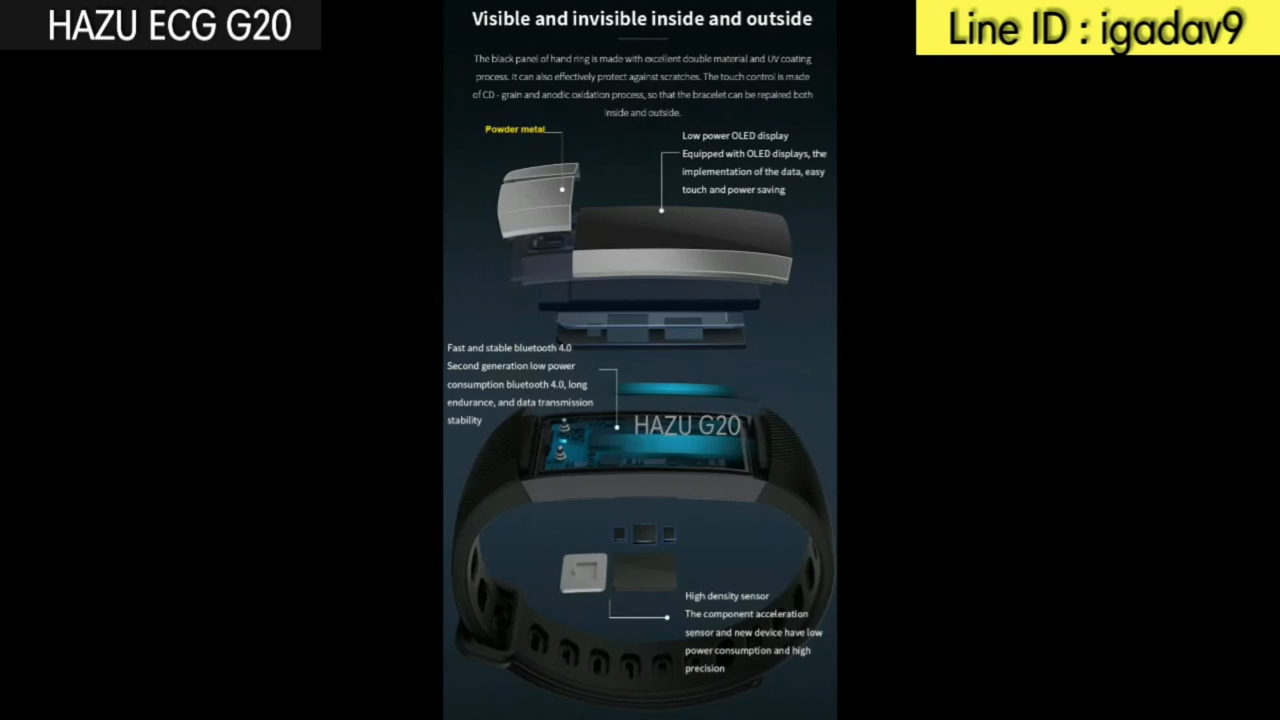 HAZU ECG G20
Line ID : igadav9
Visible and invisible inside and outside
The black panel of hand ring is made with excellent double material and UV coating
process. It can also effectively protect against scratches. The touch control is made
of CD - grain and anodic oxidation process, so that the bracelet can be repaired both
inside and outside.
Powder metal
Low power OLED display
Equipped with OLED displays, the
implementation of the data, easy
touch and power saving
Fast and stable bluetooth 4.0
Second generation low power
consumption bluetooth 4.0, long
endurance, and data transmission
stability
HAZU G20
High density sensor
The component acceleration
sensor and new device have low
power consumption and high
precision